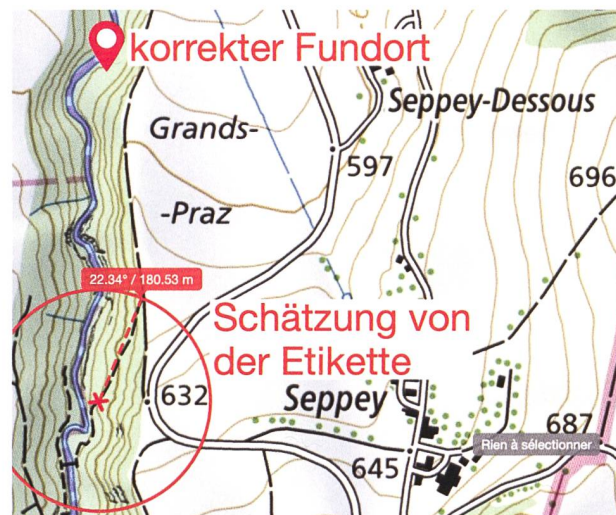 korrekter Fundort
Seppey-Dessous
Grands-
597
696
-Praz
22.34° / 180.53 m
Schätzung von
der Etikette
632
Seppey
687
Rien à sélectionner
645